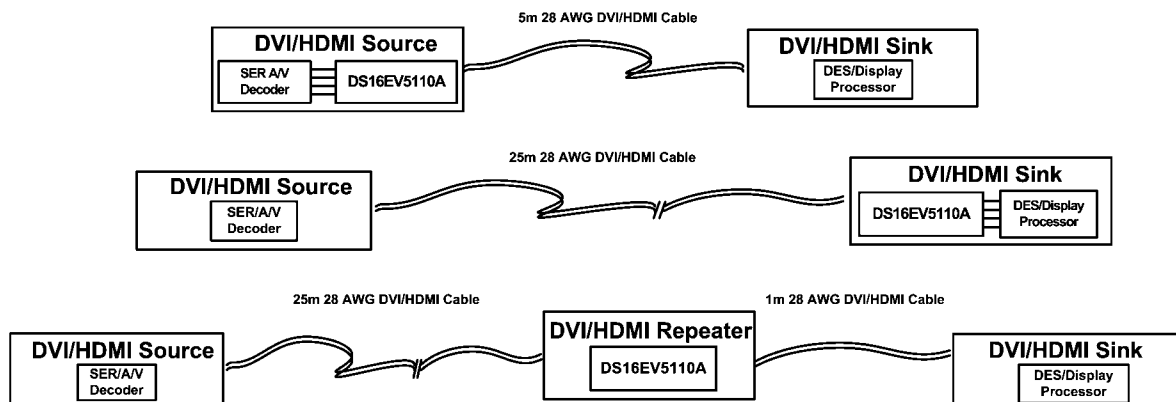 5m 28 AWG DVI/HDMI Cable
DVI/HDMI Source
SER A/V
Decoder
DS16EV5110A
DVI/HDMI Sink
DES/Display
Processor
25m 28 AWG DVI/HDMI Cable
DVI/HDMI Source
SER/A/V
Decoder
DVI/HDMI Sink
DS16EV5110A
DES/Display
Processor
25m 28 AWG DVI/HDMI Cable
1m 28 AWG DVI/HDMI Cable
DVI/HDMI Source
SER/A/V
Decoder
DVI/HDMI Repeater
DS16EV5110A
DVI/HDMI Sink
DES/Display
Processor